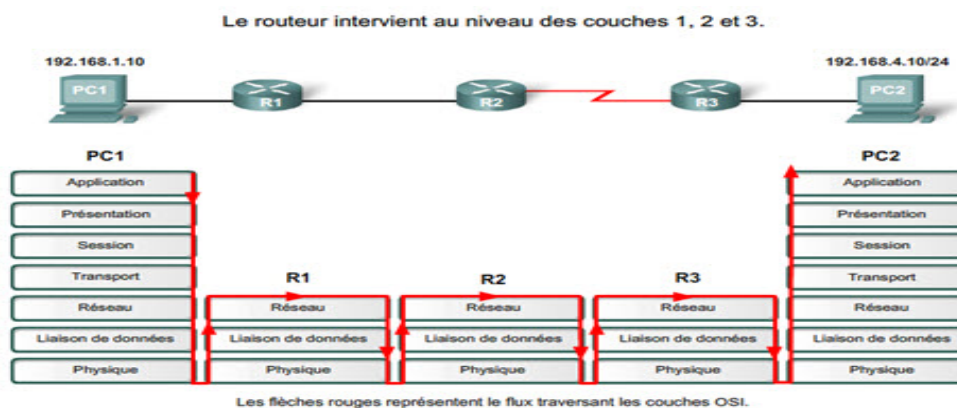 Le routeur intervient au niveau des couches 1, 2 et 3.
192.168.1.10
192.168.4.10/24
PC1
R1
R2
R3
PC2
PC1
PC2
Application
Application
Présentation
Présentation
Session
Session
Transport
R1
R2
R3
Transport
Réseau
Réseau
Réseau
Réseau
Réseau
Liaison de données
Liaison de données
Liaison de données
Liaison de données
Liaison de données
Physique
Physique
Physique
Physique
Physique
Les flèches rouges représentent le flux traversant les couches OSI.